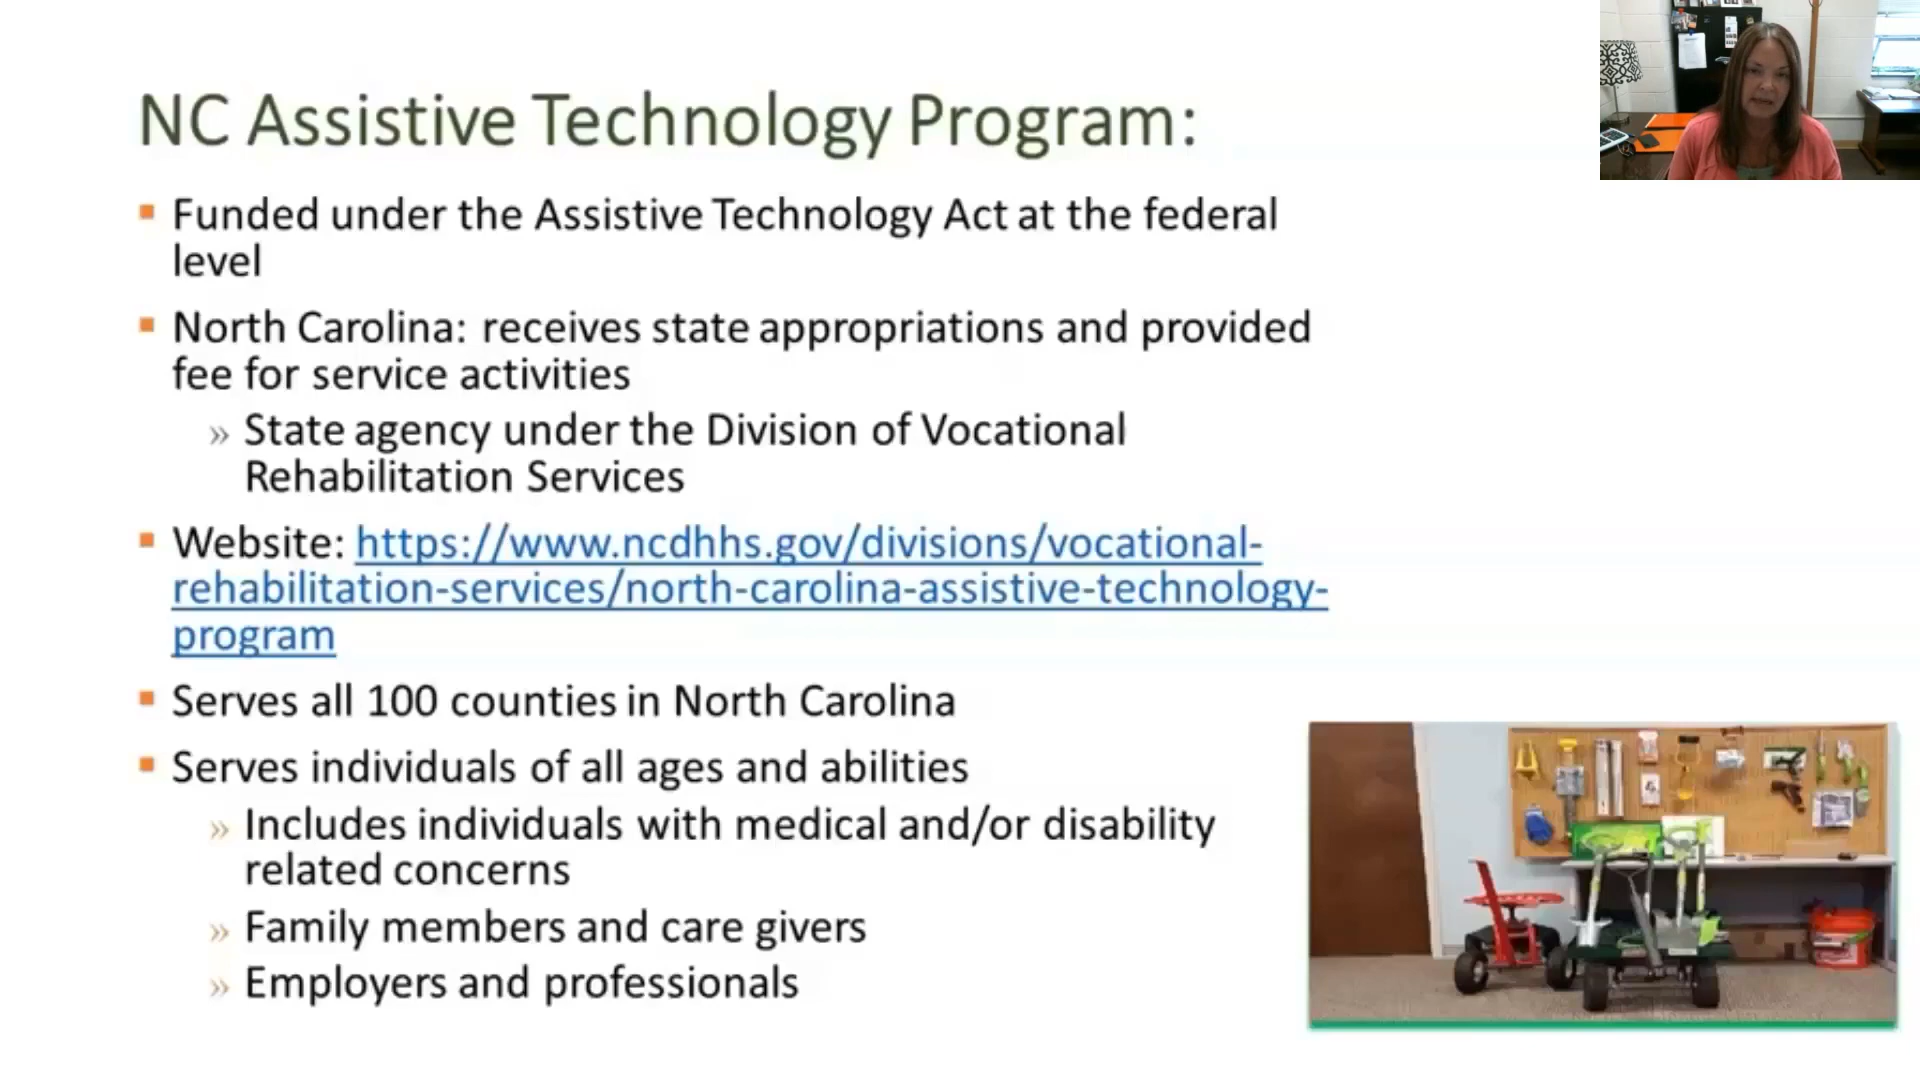 NC Assistive Technology Program:
▪ Funded under the Assistive Technology Act at the federal
level
▪ North Carolina: receives state appropriations and provided
fee for service activities
» State agency under the Division of Vocational
Rehabilitation Services
▪ Website: https://www.ncdhhs.gov/divisions/vocational-
rehabilitation-services/north-carolina-assistive-technology-
program
▪ Serves all 100 counties in North Carolina
▪ Serves individuals of all ages and abilities
» Includes individuals with medical and/or disability
related concerns
» Family members and care givers
» Employers and professionals